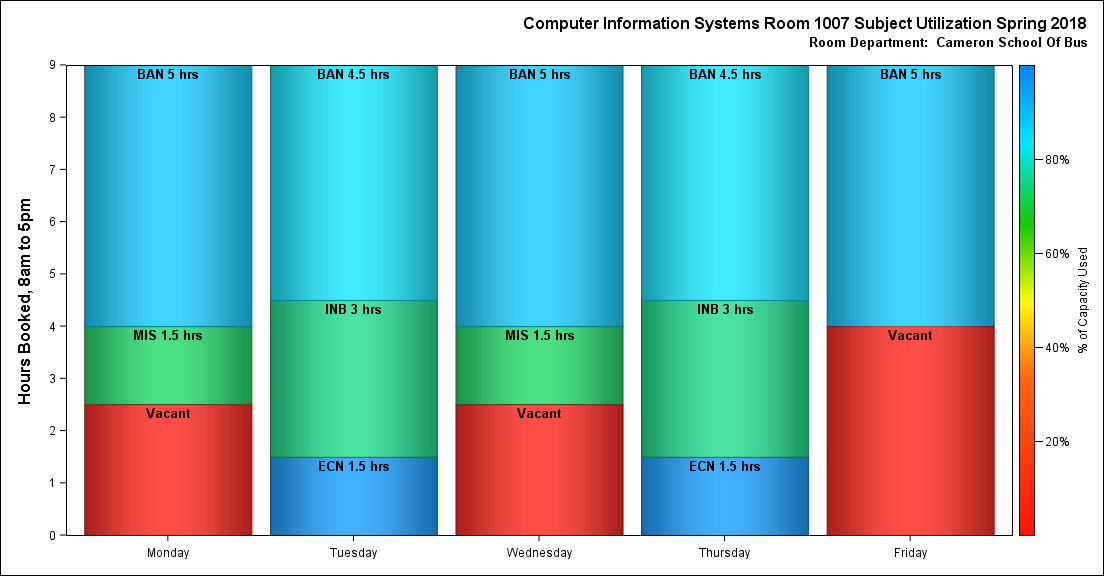 Computer Information Systems Room 1007 Subject Utilization Spring 2018
Room Department:  Cameron School Of Bus
Hours Booked, 8am to 5pm
9
8
7
6
5
4
3
2
1
0
BAN 5 hrs
MIS 1.5 hrs
Vacant
BAN 4.5 hrs
INB 3 hrs
ECN 1.5 hrs
BAN 5 hrs
MIS 1.5 hrs
Vacant
BAN 4.5 hrs
INB 3 hrs
ECN 1.5 hrs
BAN 5 hrs
Vacant
Monday
Tuesday
Wednesday
Thursday
Friday
80%
60%
40%
20%
% of Capacity Used